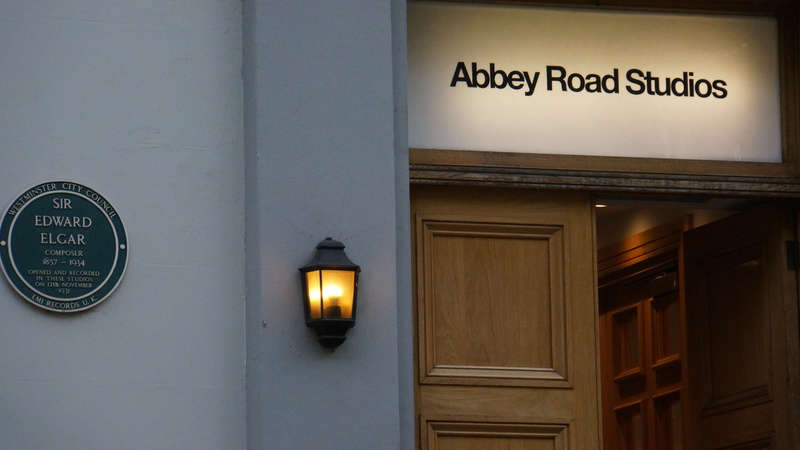 WESTMINSTER CITY COUNCIL
SIR
EDWARD
ELGAR
COMPOSER
1857 – 1934
OPENED AND RECORDED
IN THESE STUDIOS
ON 12th NOVEMBER
1931
EMI RECORDS U.K.
Abbey Road Studios